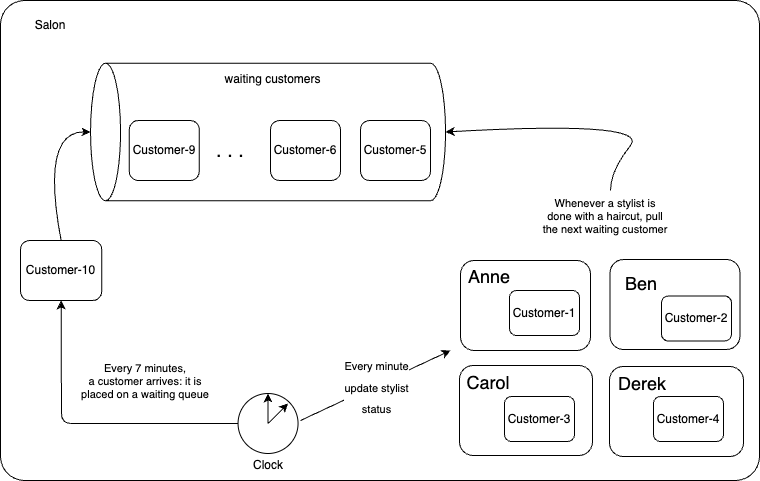 Salon
waiting customers
Customer-9
. . .
Customer-6
Customer-5
Whenever a stylist is
done with a haircut, pull
the next waiting customer
Customer-10
Anne
Customer-1
Ben
Customer-2
Every 7 minutes,
a customer arrives: it is
placed on a waiting queue
Every minute,
update stylist
status
Carol
Customer-3
Derek
Customer-4
Clock